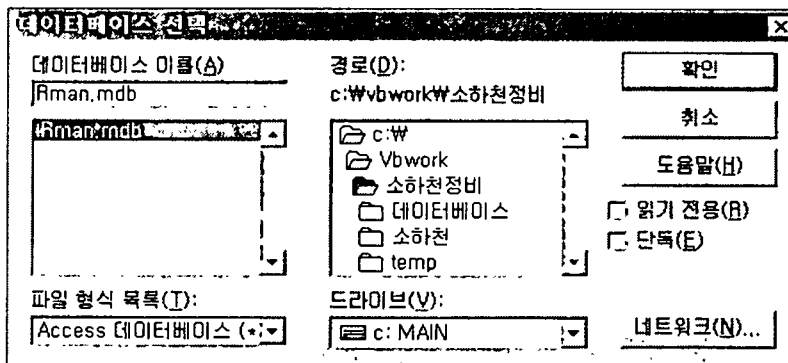 데이터베이스 선택
데이터베이스 이름(A)
Rman.mdb
Rman.mdb
파일 형식 목록(T):
Access 데이터베이스 (*.
경로(D):
c:₩vbwork₩소하천정비
c:₩
Vbwork
소하천정비
데이터베이스
소하천
temp
드라이브(V):
c: MAIN
확인
취소
도움말(H)
읽기 전용(R)
단독(E)
네트워크(N)...